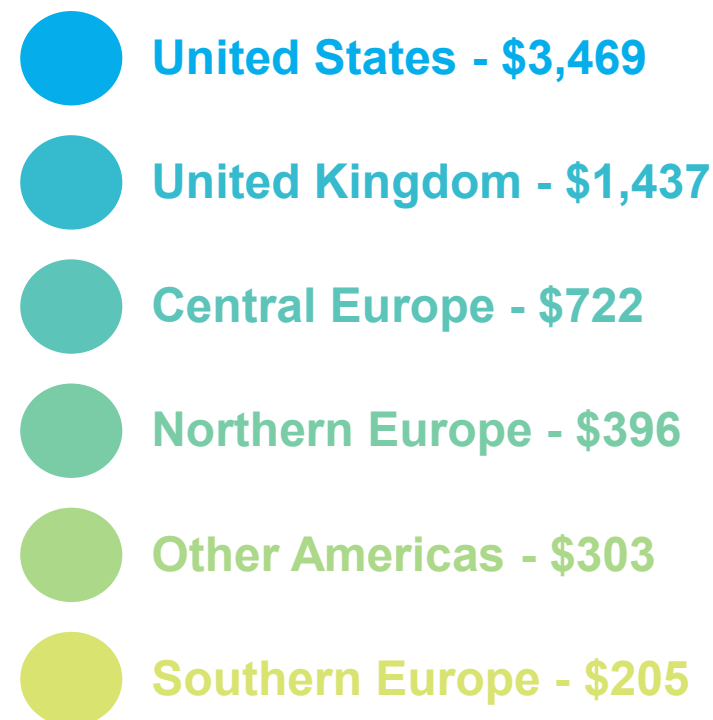 United States - $3,469
United Kingdom - $1,437
Central Europe - $722
Northern Europe - $396
Other Americas - $303
Southern Europe - $205